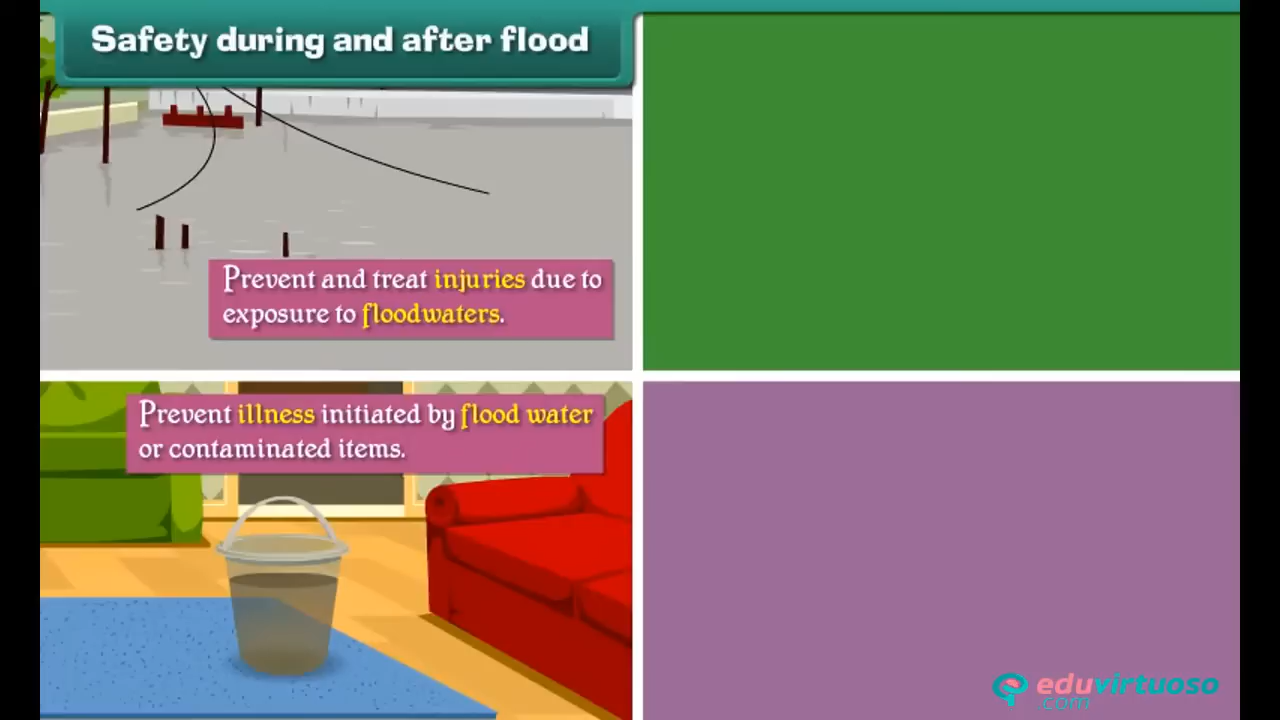 Safety during and after flood
Prevent and treat injuries due to
exposure to floodwaters.
Prevent illness initiated by flood water
or contaminated items.
eduvirtuoso
.com